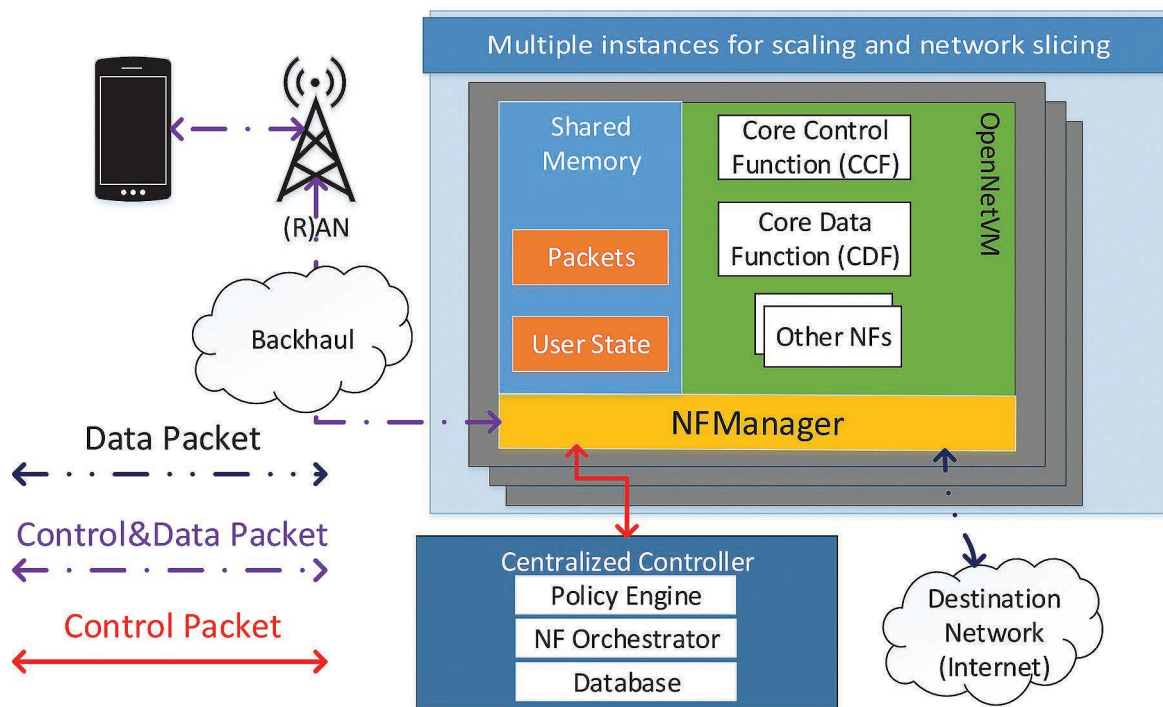 Multiple instances for scaling and network slicing
Shared
Memory
Packets
User State
Core Control
Function (CCF)
Core Data
Function (CDF)
Other NFs
OpenNetVM
NFManager
(R)AN
Backhaul
Data Packet
Control&Data Packet
Control Packet
Centralized Controller
Policy Engine
NF Orchestrator
Database
Destination
Network
(Internet)